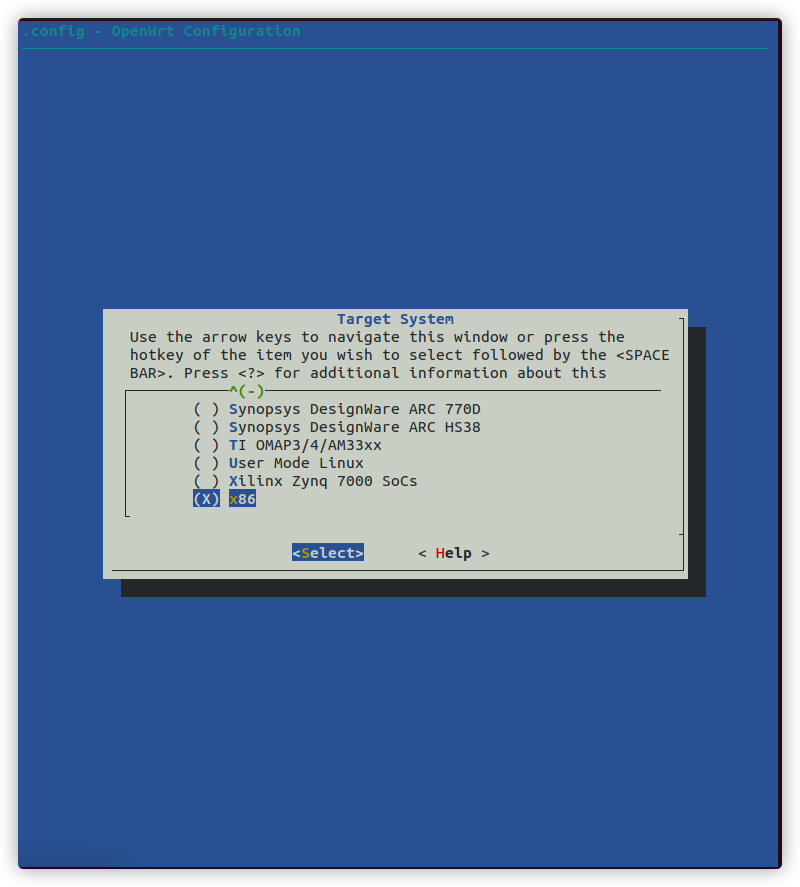 .config - OpenWrt Configuration
Target System
Use the arrow keys to navigate this window or press the
hotkey of the item you wish to select followed by the <SPACE
BAR>. Press <?> for additional information about this
^(-)
( ) Synopsys DesignWare ARC 770D
( ) Synopsys DesignWare ARC HS38
( ) TI OMAP3/4/AM33xx
( ) User Mode Linux
( ) Xilinx Zynq 7000 SoCs
(X) x86
<Select> < Help >